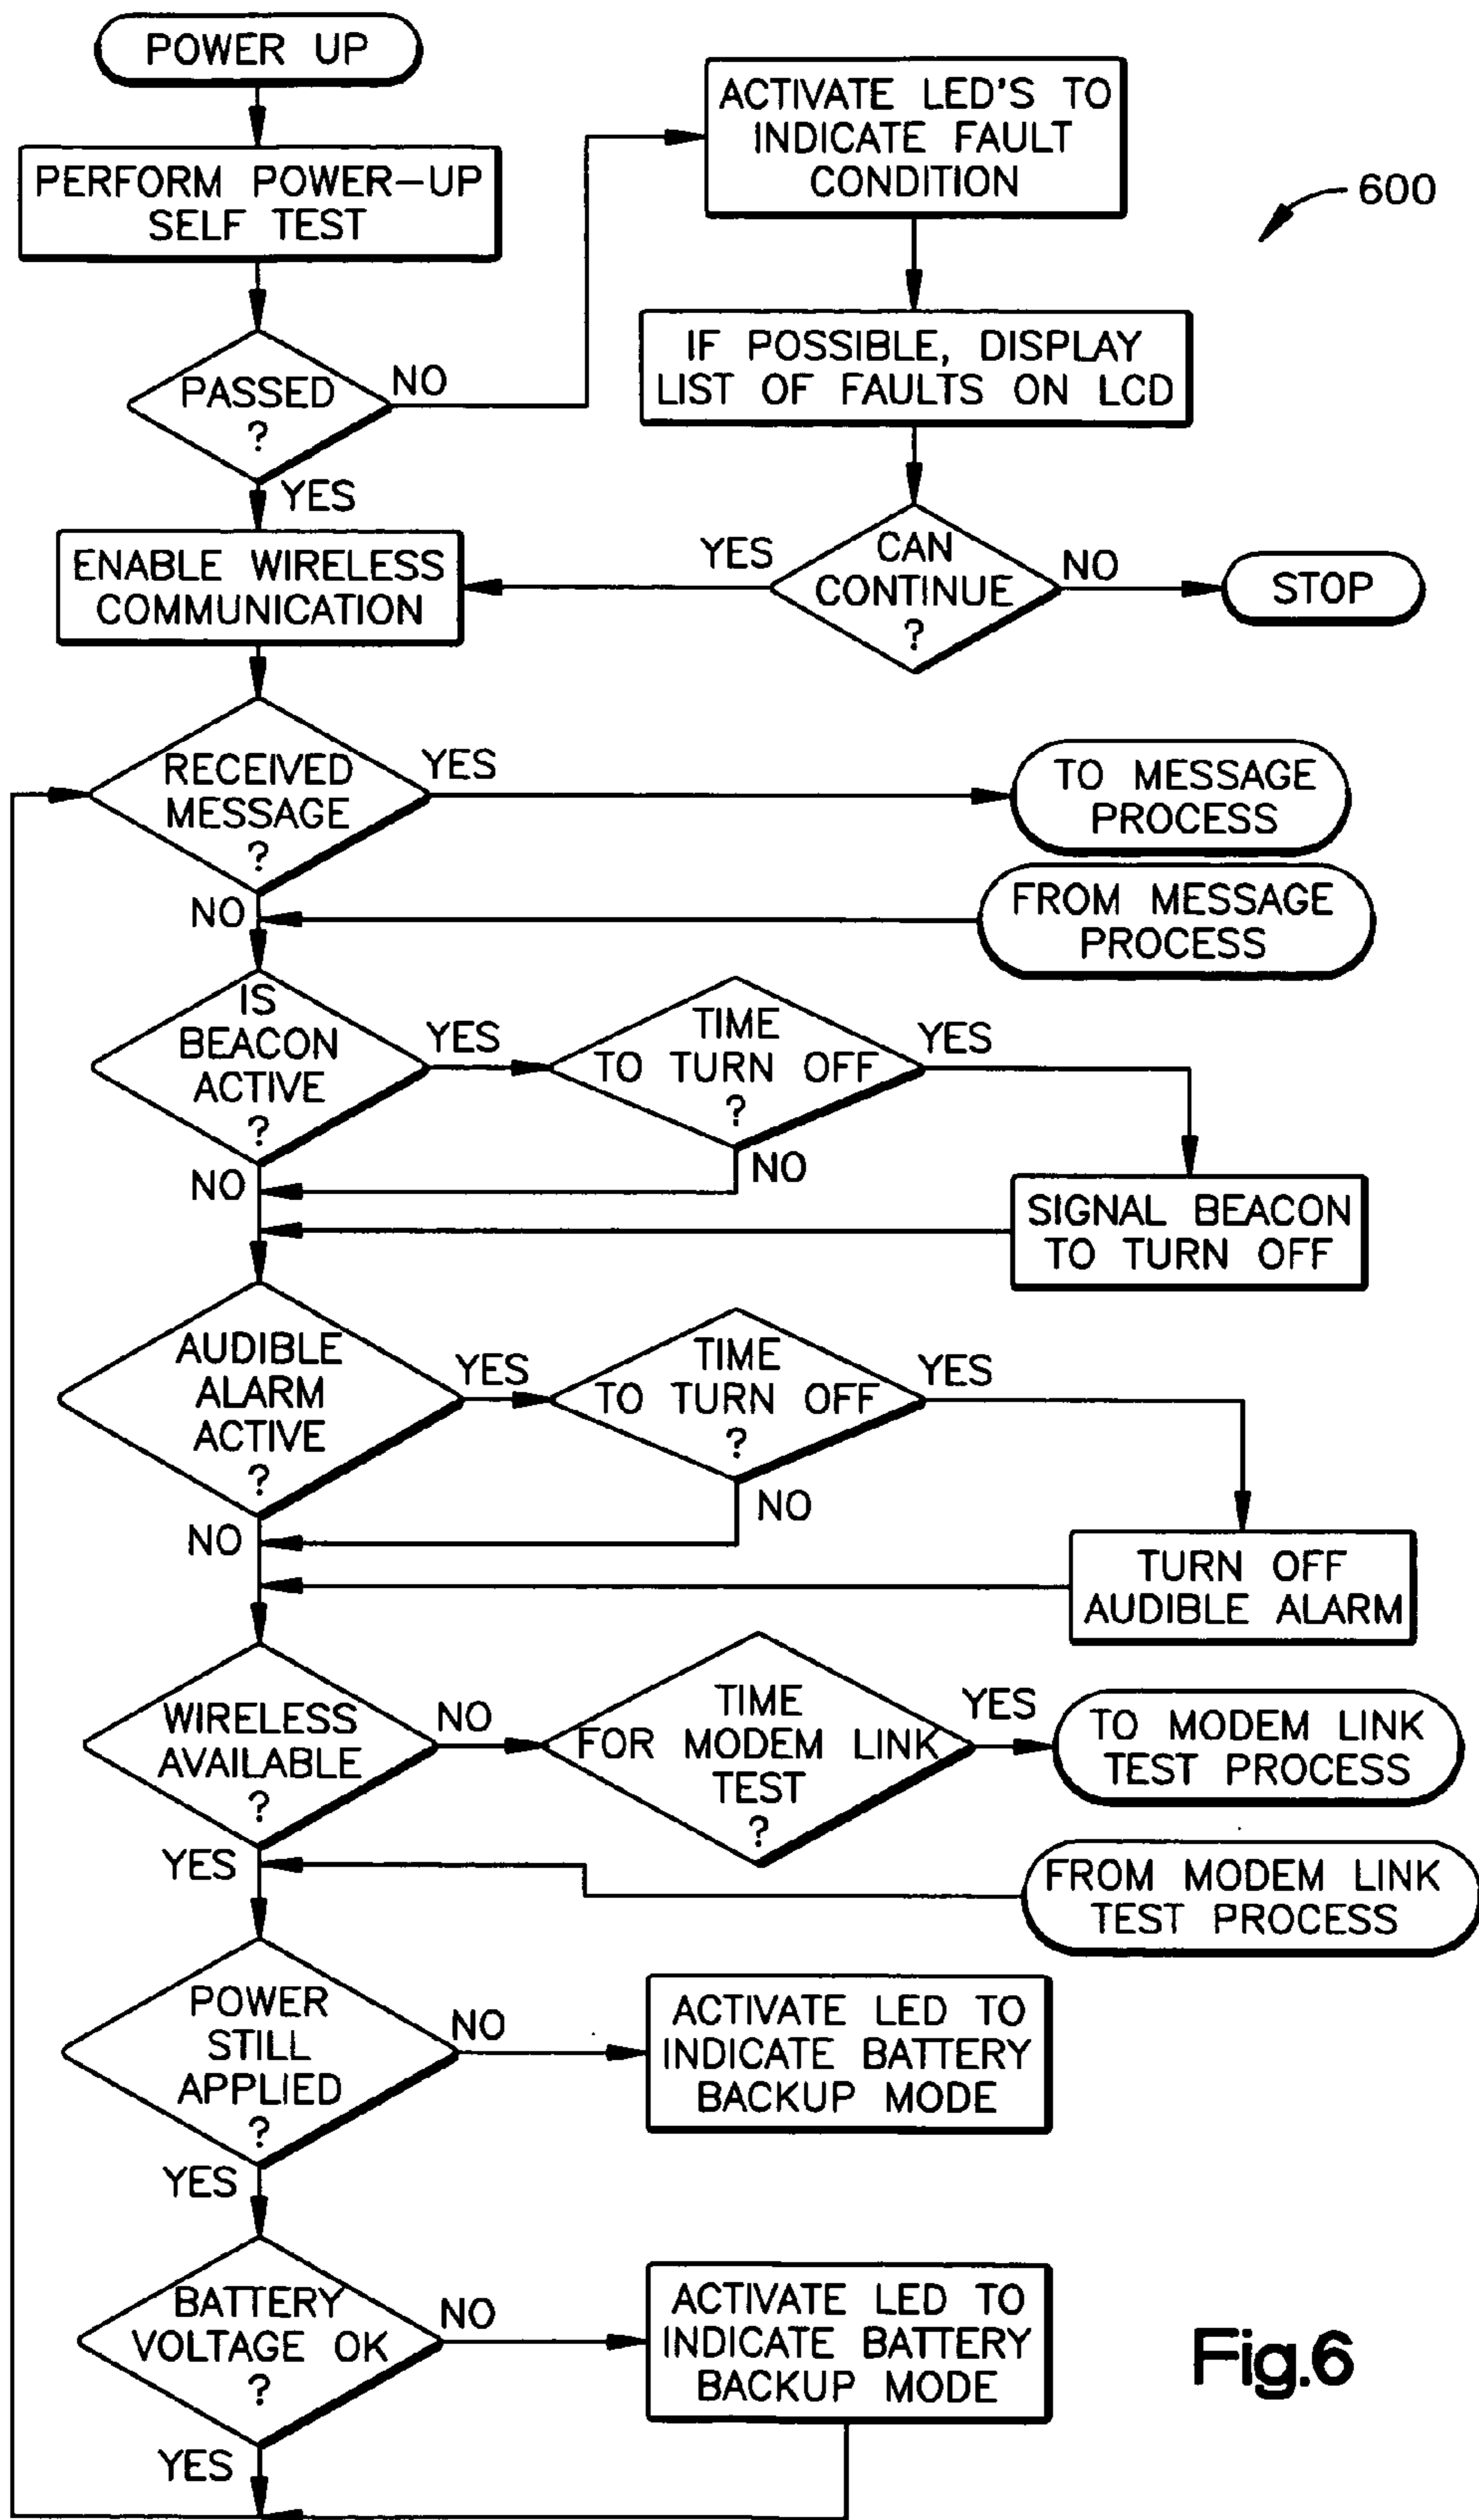 POWER UP
PERFORM POWER-UP
SELF TEST
PASSED
?
NO
YES
ACTIVATE LED'S TO
INDICATE FAULT
CONDITION
600
IF POSSIBLE, DISPLAY
LIST OF FAULTS ON LCD
CAN
CONTINUE
?
YES
NO
STOP
ENABLE WIRELESS
COMMUNICATION
RECEIVED
MESSAGE
?
YES
TO MESSAGE
PROCESS
NO
FROM MESSAGE
PROCESS
IS
BEACON
ACTIVE
?
YES
TIME
TO TURN OFF
?
YES
NO
NO
SIGNAL BEACON
TO TURN OFF
AUDIBLE
ALARM
ACTIVE
?
YES
TIME
TO TURN OFF
?
YES
NO
NO
TURN OFF
AUDIBLE ALARM
WIRELESS
AVAILABLE
?
NO
TIME
FOR MODEM LINK
TEST
?
YES
TO MODEM LINK
TEST PROCESS
YES
FROM MODEM LINK
TEST PROCESS
POWER
STILL
APPLIED
?
NO
ACTIVATE LED TO
INDICATE BATTERY
BACKUP MODE
YES
BATTERY
VOLTAGE OK
?
NO
ACTIVATE LED TO
INDICATE BATTERY
BACKUP MODE
YES
Fig.6